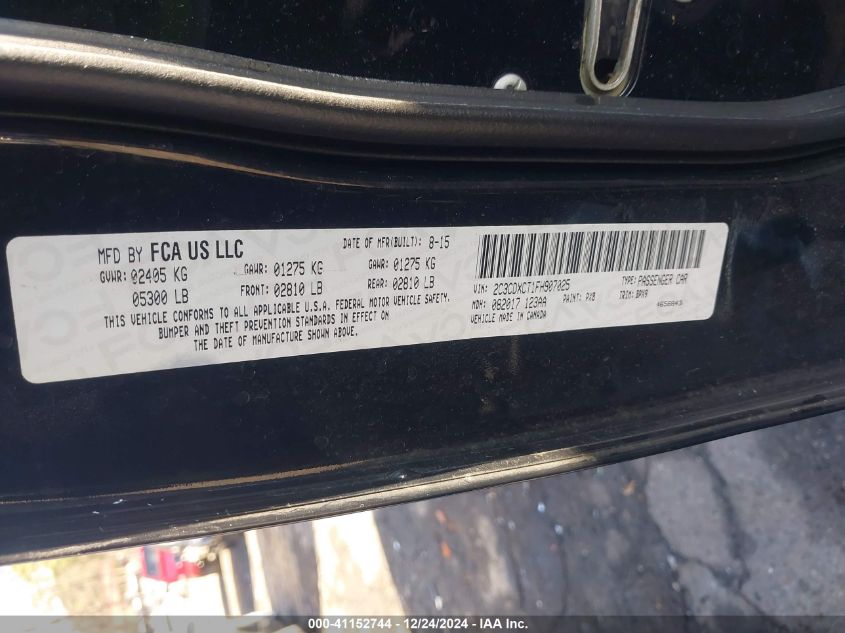 MFD BY FCA US LLC
DATE OF MFR(BUILT): 8-15
GVWR: 02405 KG GAWR: 01275 KG GAWR: 01275 KG
05300 LB FRONT: 02810 LB REAR: 02810 LB
THIS VEHICLE CONFORMS TO ALL APPLICABLE U.S.A. FEDERAL MOTOR VEHICLE SAFETY,
BUMPER AND THEFT PREVENTION STANDARDS IN EFFECT ON
THE DATE OF MANUFACTURE SHOWN ABOVE.
VIN: 2C3CDXCT1FH907025 TYPE: PASSENGER CAR
MDH: 082017 123AA PAINT: PX8 TRIM: BPX9
VEHICLE MADE IN CANADA
000-41152744 - 12/24/2024 - IAA Inc.